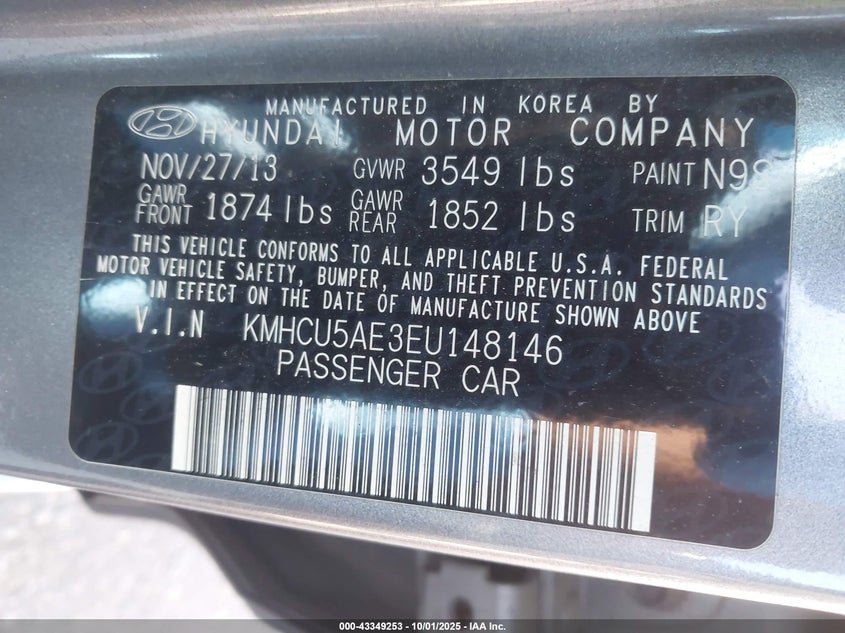 MANUFACTURED IN KOREA BY
HYUNDAI MOTOR COMPANY
NOV/27/13 GVWR 3549 lbs PAINT N9S
GAWR FRONT 1874 lbs GAWR REAR 1852 lbs TRIM RY
THIS VEHICLE CONFORMS TO ALL APPLICABLE U.S.A. FEDERAL
MOTOR VEHICLE SAFETY, BUMPER, AND THEFT PREVENTION STANDARDS
IN EFFECT ON THE DATE OF MANUFACTURE SHOWN ABOVE
V.I.N KMHCU5AE3EU148146
PASSENGER CAR
000-43349253 - 10/01/2025 - IAA Inc.